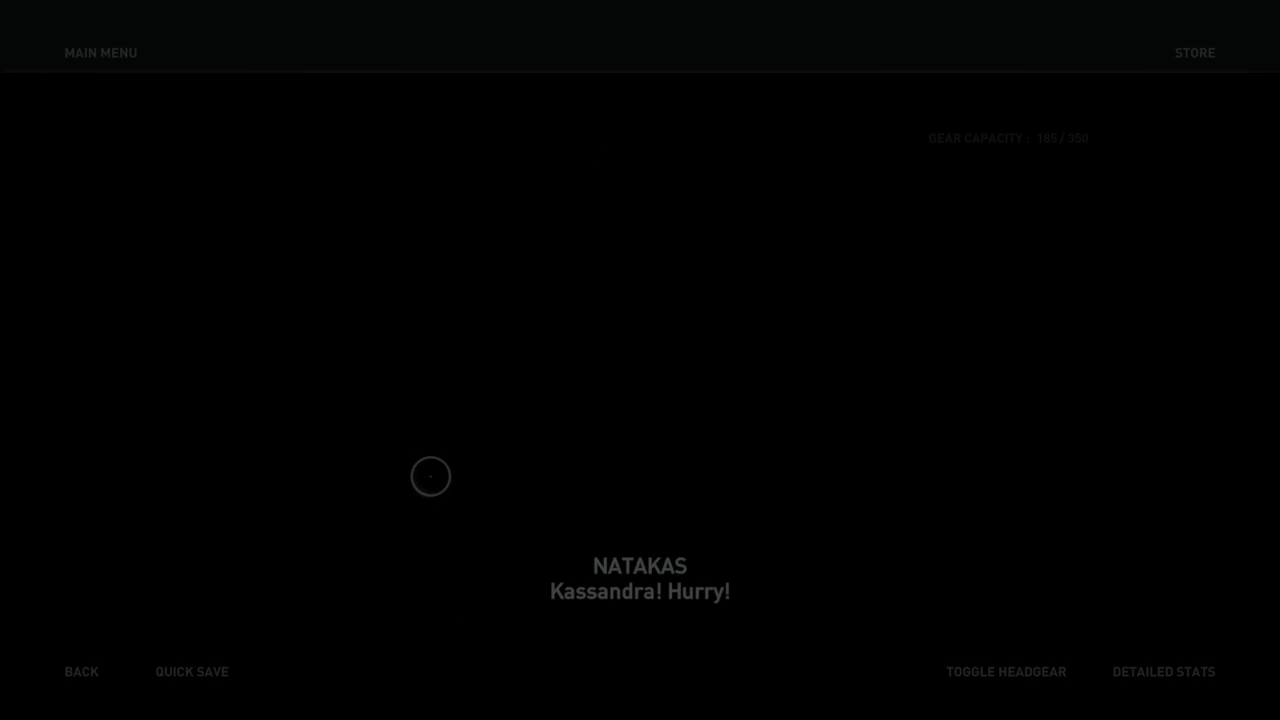 MAIN MENU
STORE
GEAR CAPACITY : 185 / 350
NATAKAS
Kassandra! Hurry!
BACK
QUICK SAVE
TOGGLE HEADGEAR
DETAILED STATS